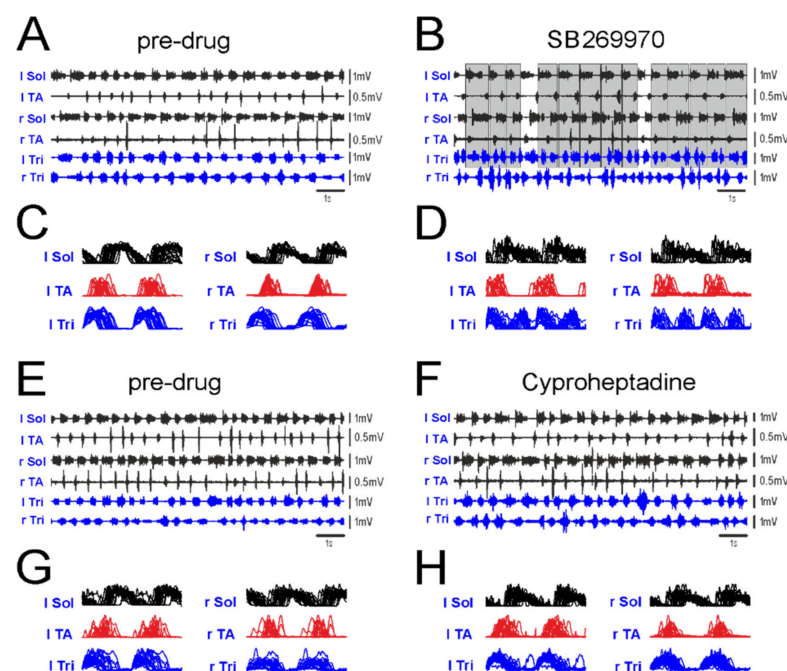 A pre-drug
l Sol 1mV
l TA 0.5mV
r Sol 1mV
r TA 0.5mV
l Tri 1mV
r Tri 1mV
1s
B SB269970
l Sol 1mV
l TA 0.5mV
r Sol 1mV
r TA 0.5mV
l Tri 1mV
r Tri 1mV
1s
C
l Sol r Sol
l TA r TA
l Tri r Tri
D
l Sol r Sol
l TA r TA
l Tri r Tri
E pre-drug
l Sol 1mV
l TA 0.5mV
r Sol 1mV
r TA 0.5mV
l Tri 1mV
r Tri 1mV
1s
F Cyproheptadine
l Sol 1mV
l TA 0.5mV
r Sol 1mV
r TA 0.5mV
l Tri 1mV
r Tri 1mV
1s
G
l Sol r Sol
l TA r TA
l Tri r Tri
H
l Sol r Sol
l TA r TA
l Tri r Tri